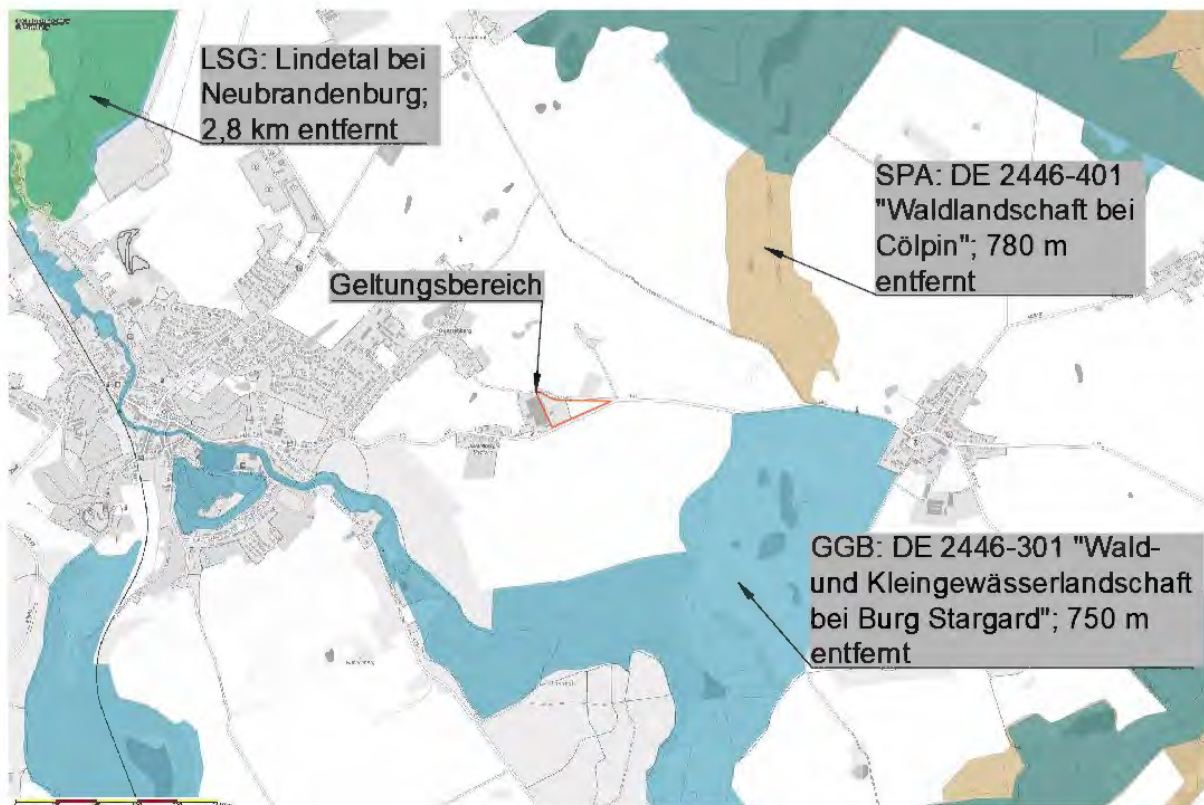 LSG: Lindetal bei
Neubrandenburg;
2,8 km entfernt
SPA: DE 2446-401
"Waldlandschaft bei
Cölpin"; 780 m
entfernt
Geltungsbereich
GGB: DE 2446-301 "Wald-
und Kleingewässerlandschaft
bei Burg Stargard"; 750 m
entfernt